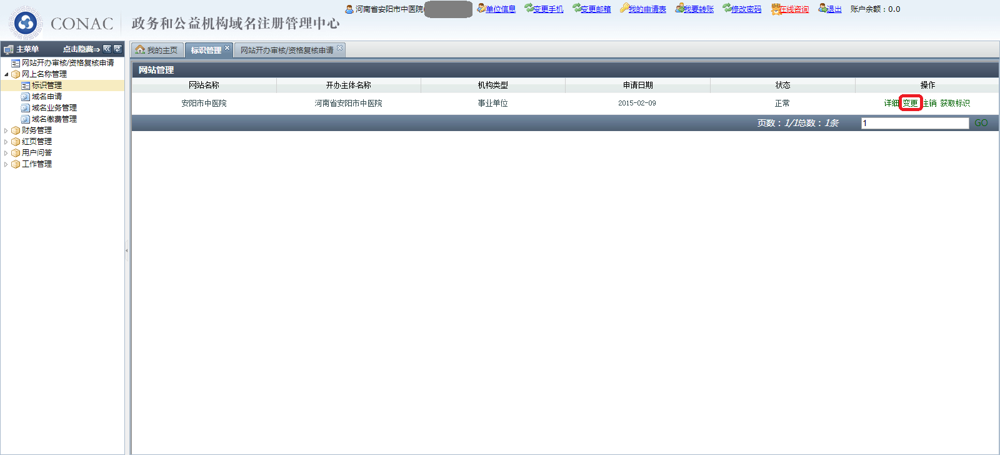 河南省安阳市中医院 单位信息 变更手机 变更邮箱 我的申请表 我要转账 修改密码 在线咨询 退出 账户余额：0.0
CONAC 政务和公益机构域名注册管理中心
主菜单 点击隐藏⇒
我的主页 标识管理 网站开办审核/资格复核申请
网站开办审核/资格复核申请
网上名称管理
标识管理
域名申请
域名业务管理
域名缴费管理
财务管理
红页管理
用户问答
工作管理
网站管理
网站名称 开办主体名称 机构类型 申请日期 状态 操作
安阳市中医院 河南省安阳市中医院 事业单位 2015-02-09 正常 详细 变更 注销 获取标识
页数：1/1总数：1条 1 GO